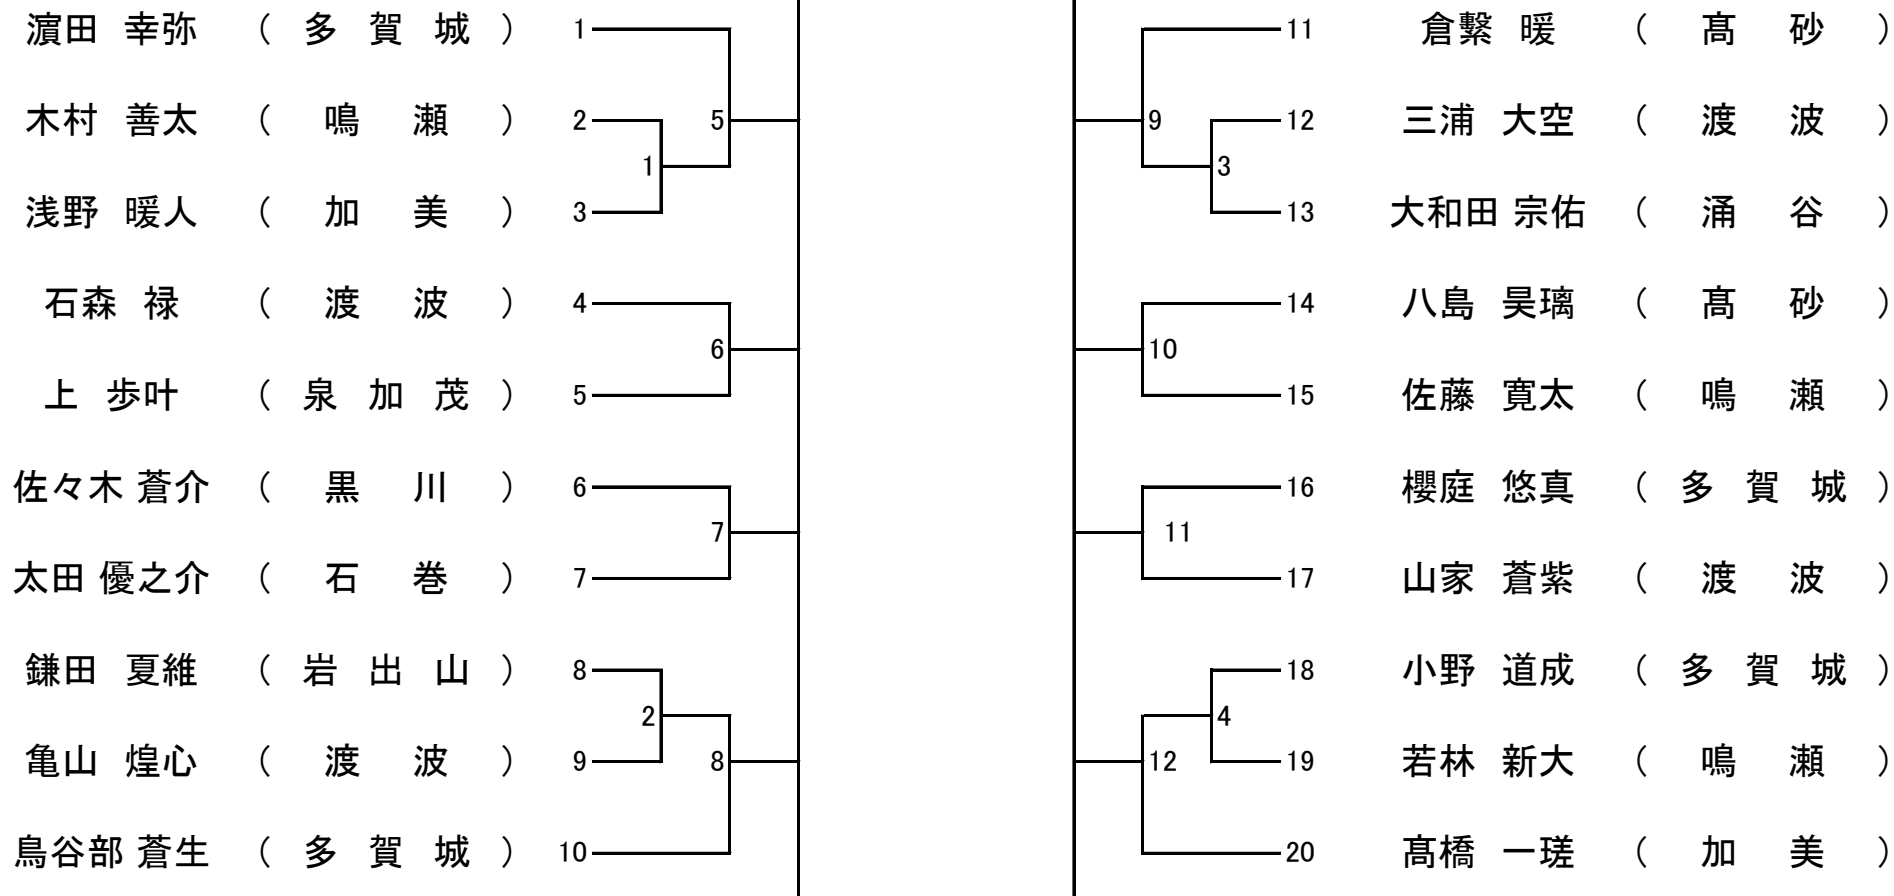 濵田 幸弥 ( 多 賀 城 ) 1 11 倉繋 暖 ( 髙 砂 )
木村 善太 ( 鳴 瀬 ) 2 5 9 12 三浦 大空 ( 渡 波 )
1 3
浅野 暖人 ( 加 美 ) 3 13 大和田 宗佑 ( 涌 谷 )
石森 禄 ( 渡 波 ) 4 14 八島 昊璃 ( 髙 砂 )
6 10
上 歩叶 ( 泉 加 茂 ) 5 15 佐藤 寛太 ( 鳴 瀬 )
佐々木 蒼介 ( 黒 川 ) 6 16 櫻庭 悠真 ( 多 賀 城 )
7 11
太田 優之介 ( 石 巻 ) 7 17 山家 蒼紫 ( 渡 波 )
鎌田 夏維 ( 岩 出 山 ) 8 18 小野 道成 ( 多 賀 城 )
2 4
亀山 煌心 ( 渡 波 ) 9 8 12 19 若林 新大 ( 鳴 瀬 )
鳥谷部 蒼生 ( 多 賀 城 ) 10 20 髙橋 一瑳 ( 加 美 )